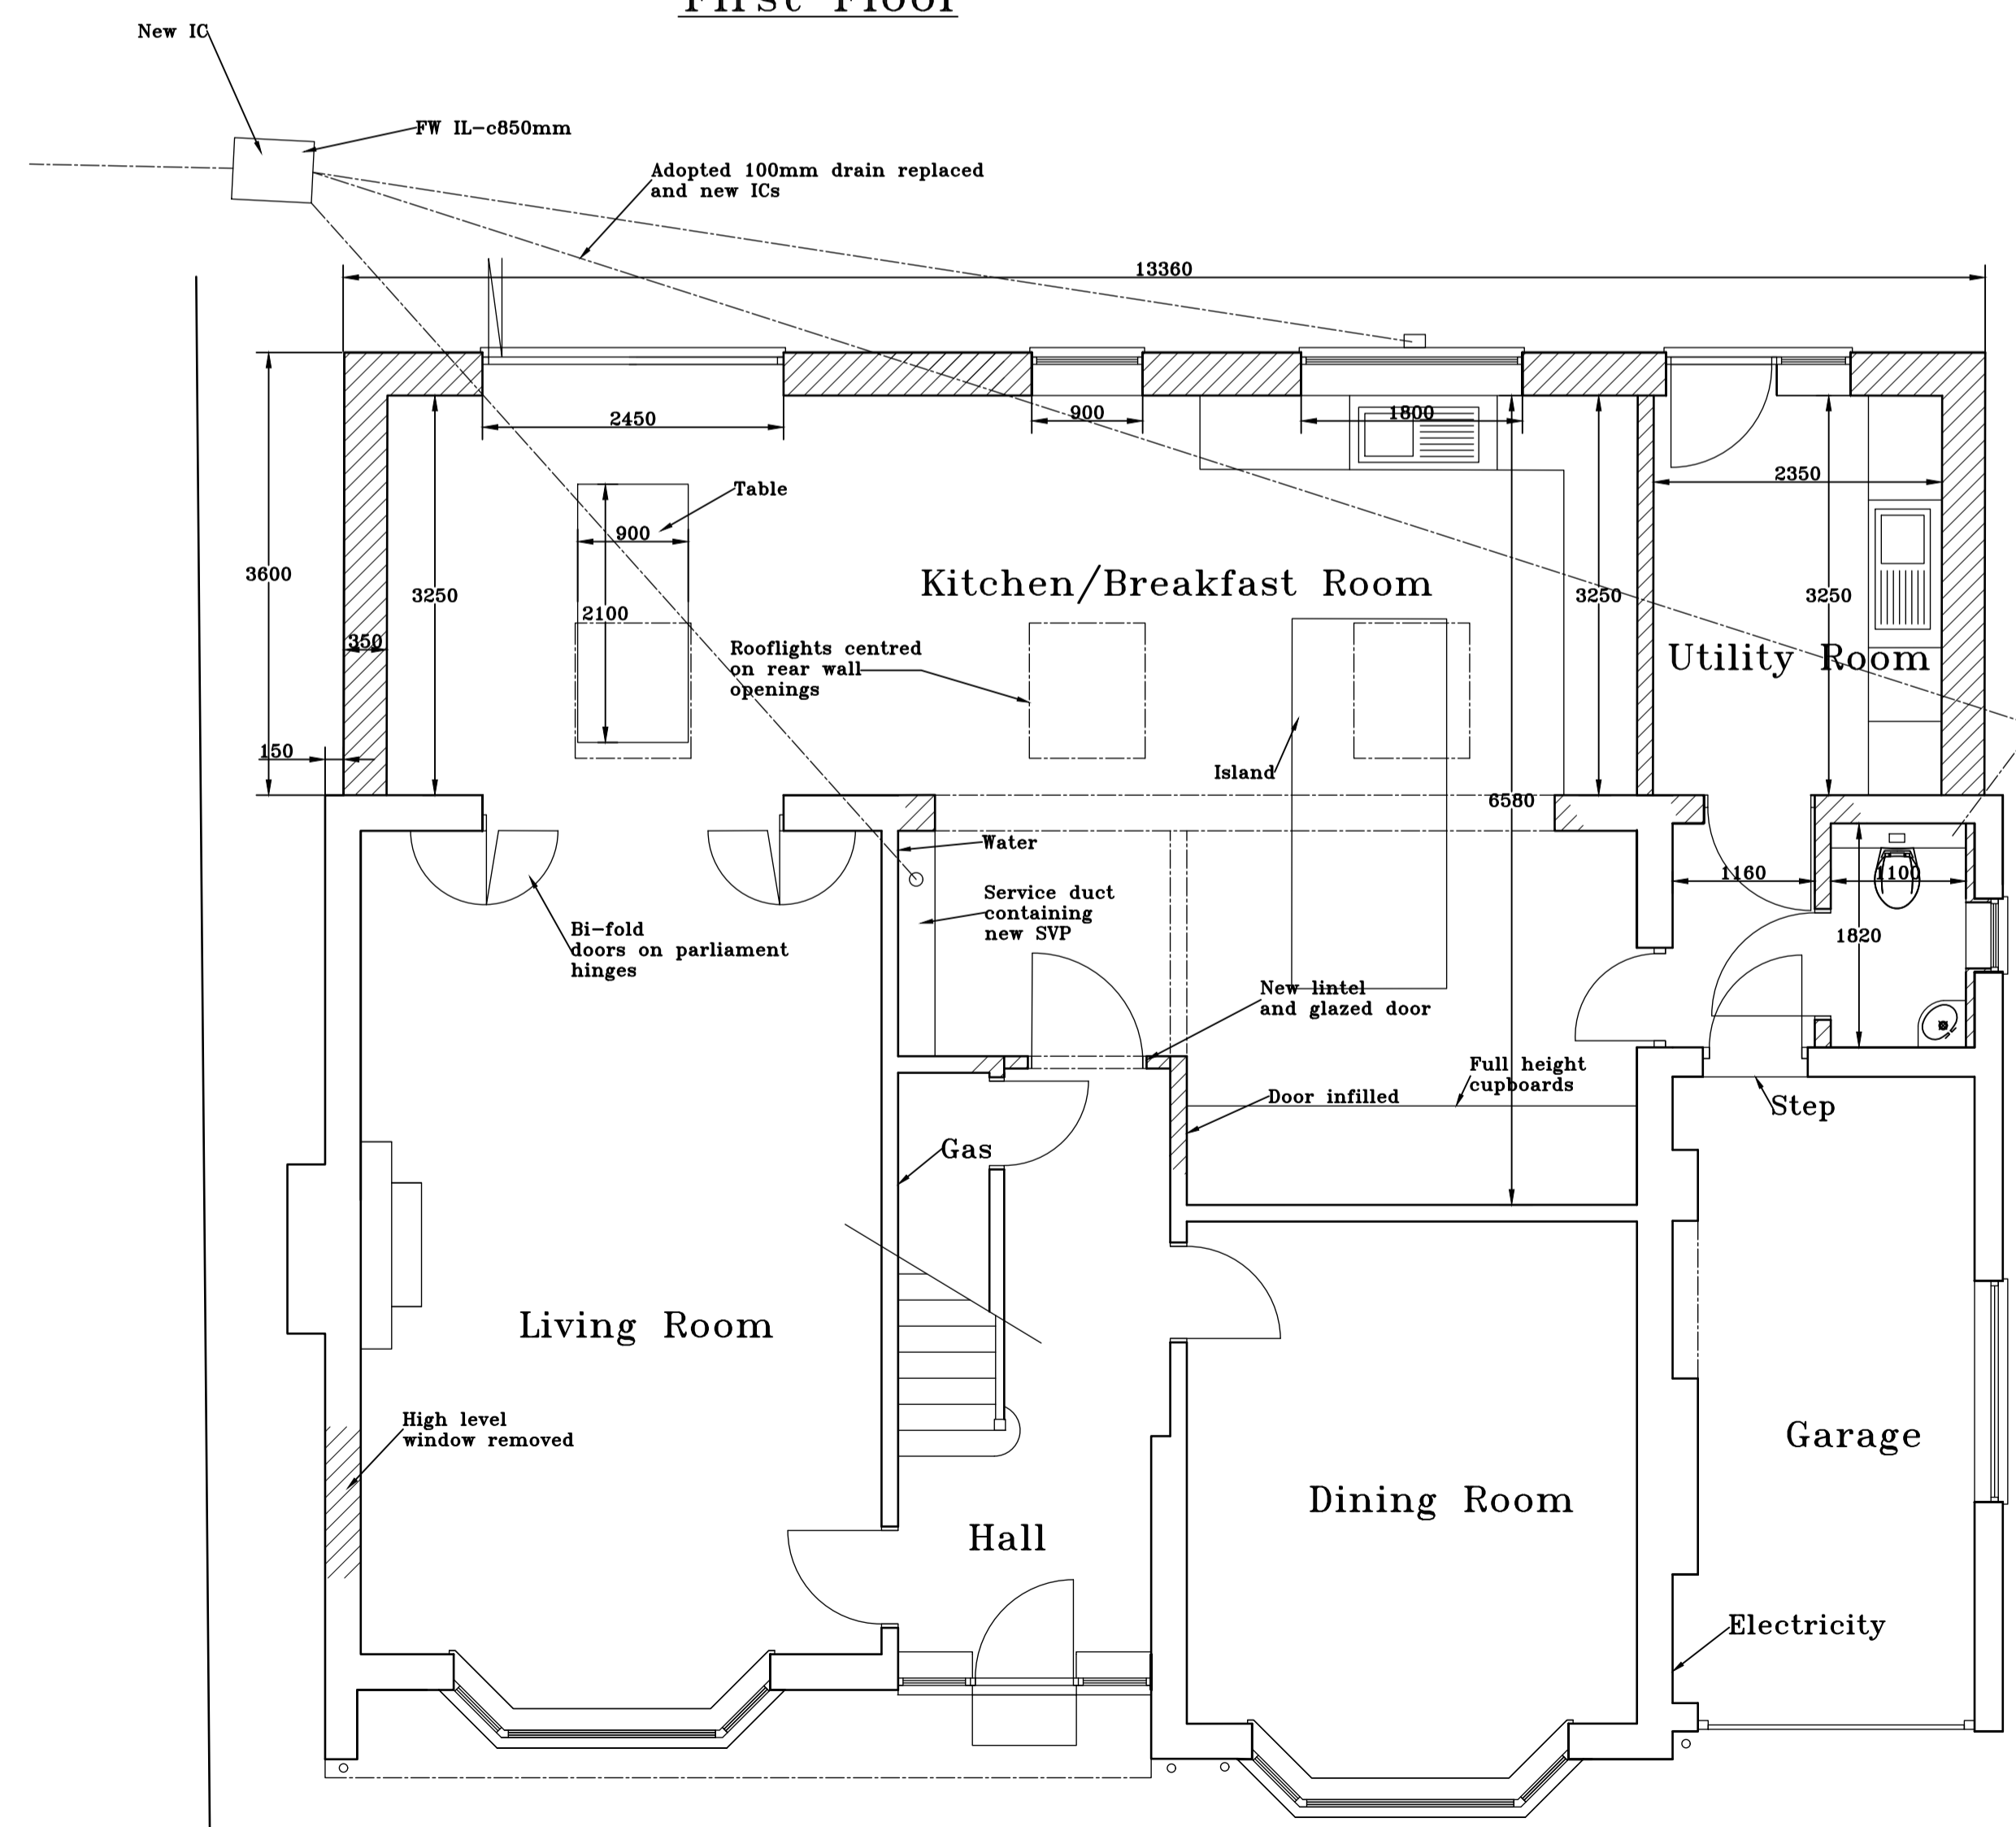 First Floor
New IC
FW IL-c850mm
Adopted 100mm drain replaced
and new ICs
13360
2450
900
1800
2350
Table
900
2100
3600
3250
3250
3250
Kitchen/Breakfast Room
Utility Room
350
Rooflights centred
on rear wall
openings
150
Island
6580
Water
Service duct
containing
new SVP
1160
1100
1820
Bi-fold
doors on parliament
hinges
New lintel
and glazed door
Full height
cupboards
Door infilled
Step
Gas
Living Room
High level
window removed
Garage
Dining Room
Hall
Electricity